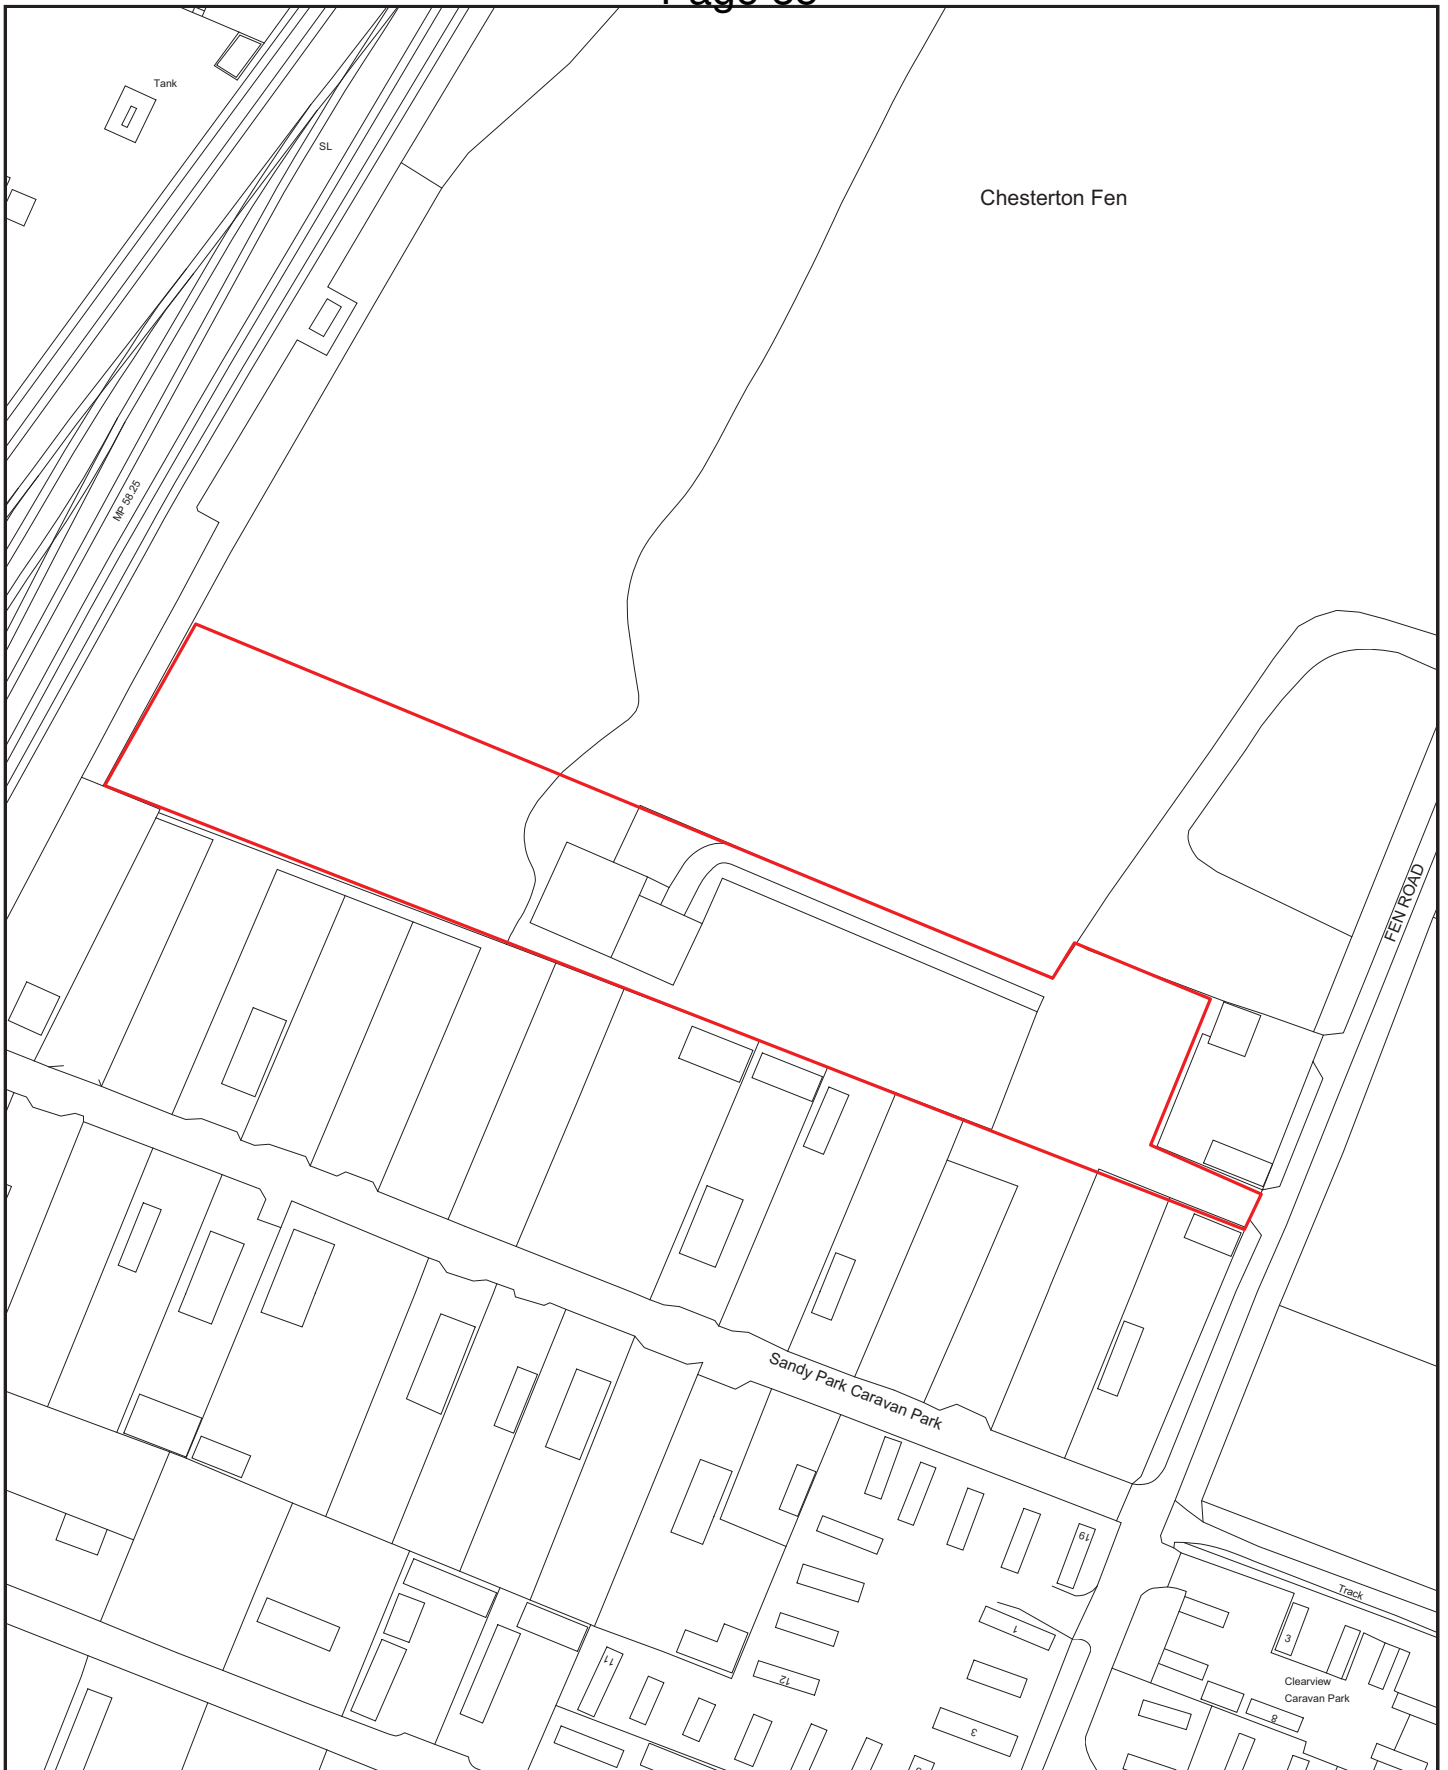 Tank
SL
Chesterton Fen
MP 58.25
FEN ROAD
Sandy Park Caravan Park
19
Track
1
3
11
12
Clearview
Caravan Park
8
3